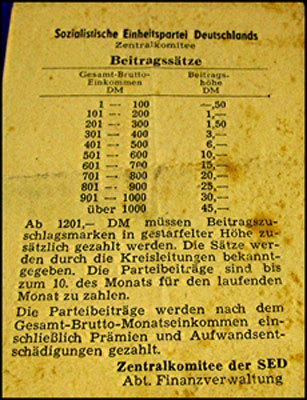 Sozialistische Einheitspartei Deutschlands
Zentralkomitee
Beitragssätze
Gesamt-Brutto- Beitrags-
Einkommen höhe
DM DM
1 — 100 —,50
101 — 200 1,—
201 — 300 1,50
301 — 400 3,—
401 — 500 6,—
501 — 600 10,—
601 — 700 15,—
701 — 800 20,—
801 — 900 25,—
901 — 1000 30,—
über 1000 45,—
Ab 1201,— DM müssen Beitragszu-
schlagsmarken in gestaffelter Höhe zu-
sätzlich gezahlt werden. Die Sätze wer-
den durch die Kreisleitungen bekannt-
gegeben. Die Parteibeiträge sind bis
zum 10. des Monats für den laufenden
Monat zu zahlen.
Die Parteibeiträge werden nach dem
Gesamt-Brutto-Monatseinkommen ein-
schließlich Prämien und Aufwandsent-
schädigungen gezahlt.
Zentralkomitee der SED
Abt. Finanzverwaltung